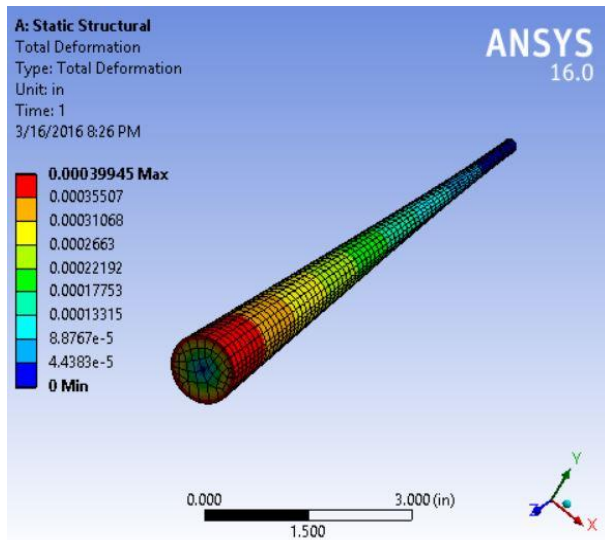 A: Static Structural
Total Deformation
Type: Total Deformation
Unit: in
Time: 1
3/16/2016 8:26 PM
ANSYS
16.0
0.00039945 Max
0.00035507
0.00031068
0.0002663
0.00022192
0.00017753
0.00013315
8.8767e-5
4.4383e-5
0 Min
0.000
3.000 (in)
1.500
Y
Z
X